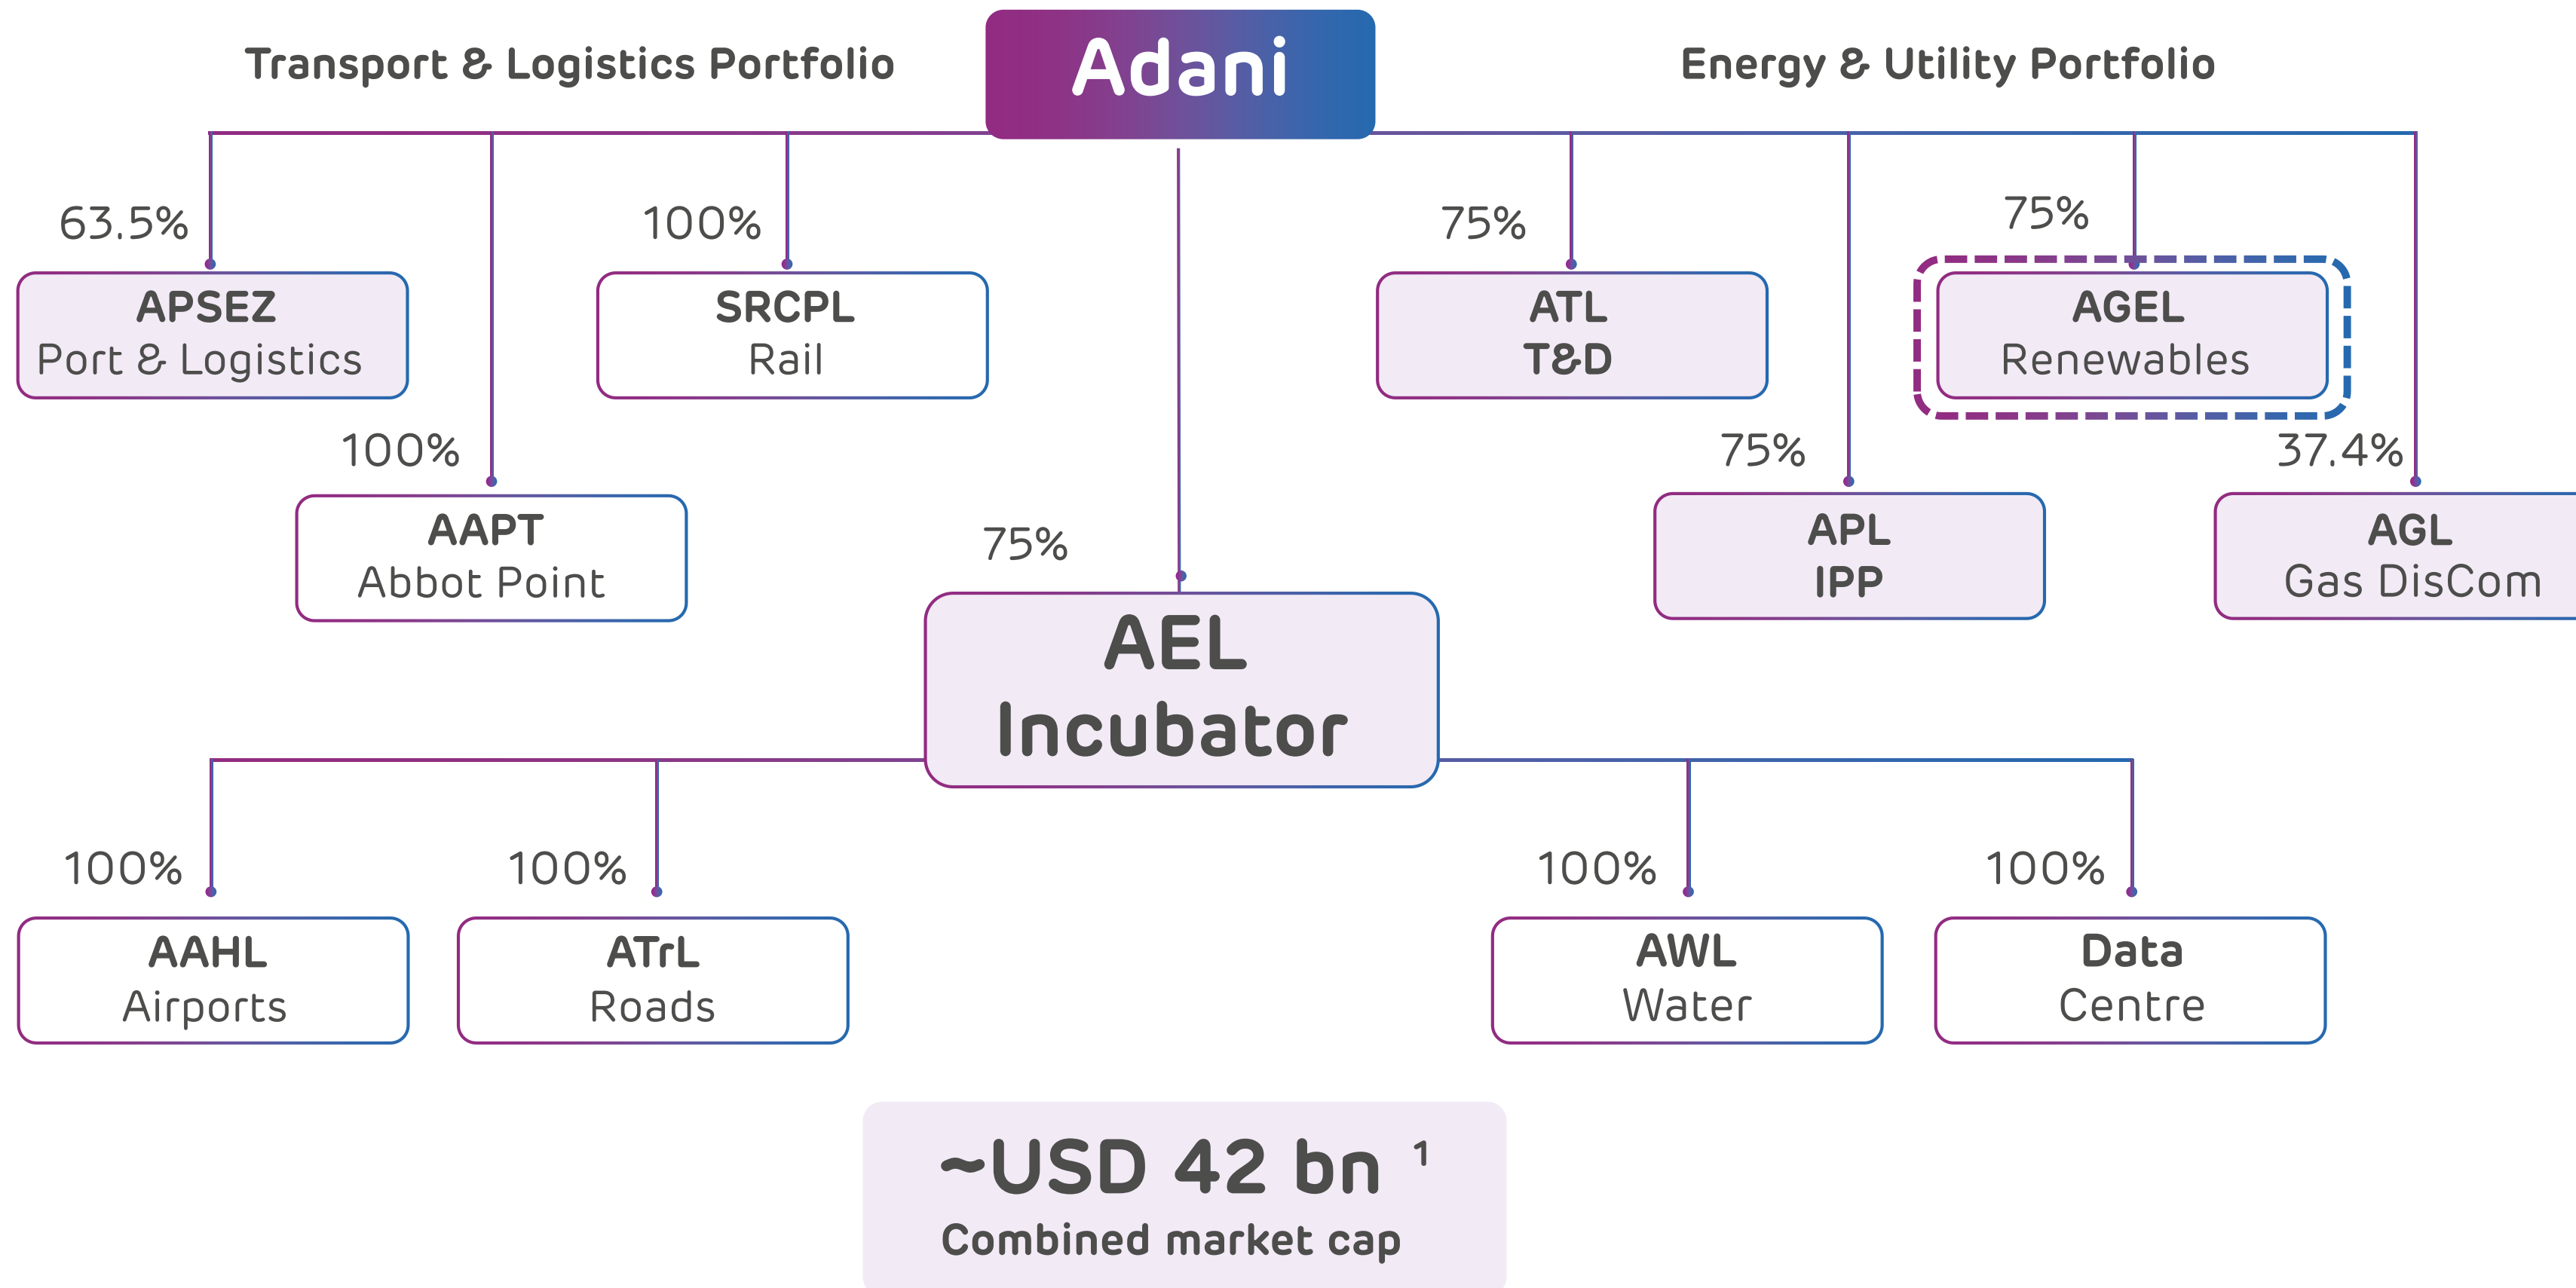 Transport & Logistics Portfolio
Adani
Energy & Utility Portfolio
63.5%
100%
75%
75%
APSEZ
Port & Logistics
SRCPL
Rail
ATL
T&D
AGEL
Renewables
100%
75%
37.4%
AAPT
Abbot Point
APL
IPP
AGL
Gas DisCom
75%
AEL
Incubator
100%
100%
100%
100%
AAHL
Airports
ATrL
Roads
AWL
Water
Data
Centre
~USD 42 bn 1
Combined market cap